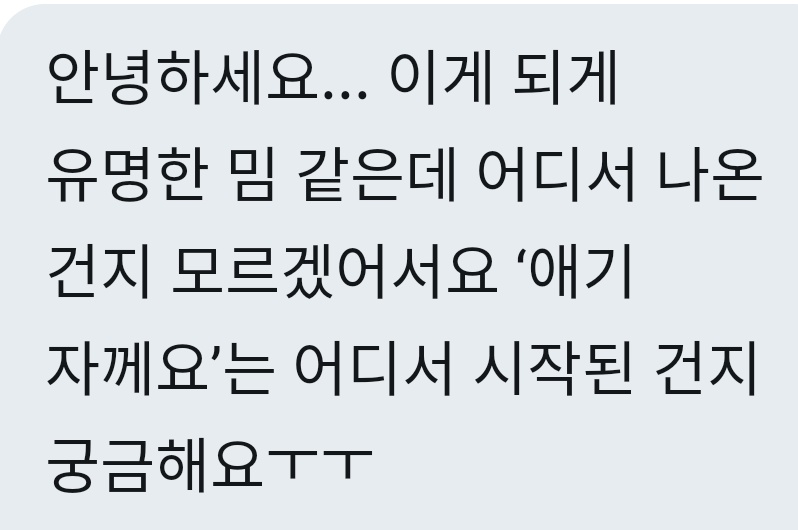 안녕하세요... 이게 되게
유명한 밈 같은데 어디서 나온
건지 모르겠어서요 ‘애기
자께요’는 어디서 시작된 건지
궁금해요ㅜㅜ